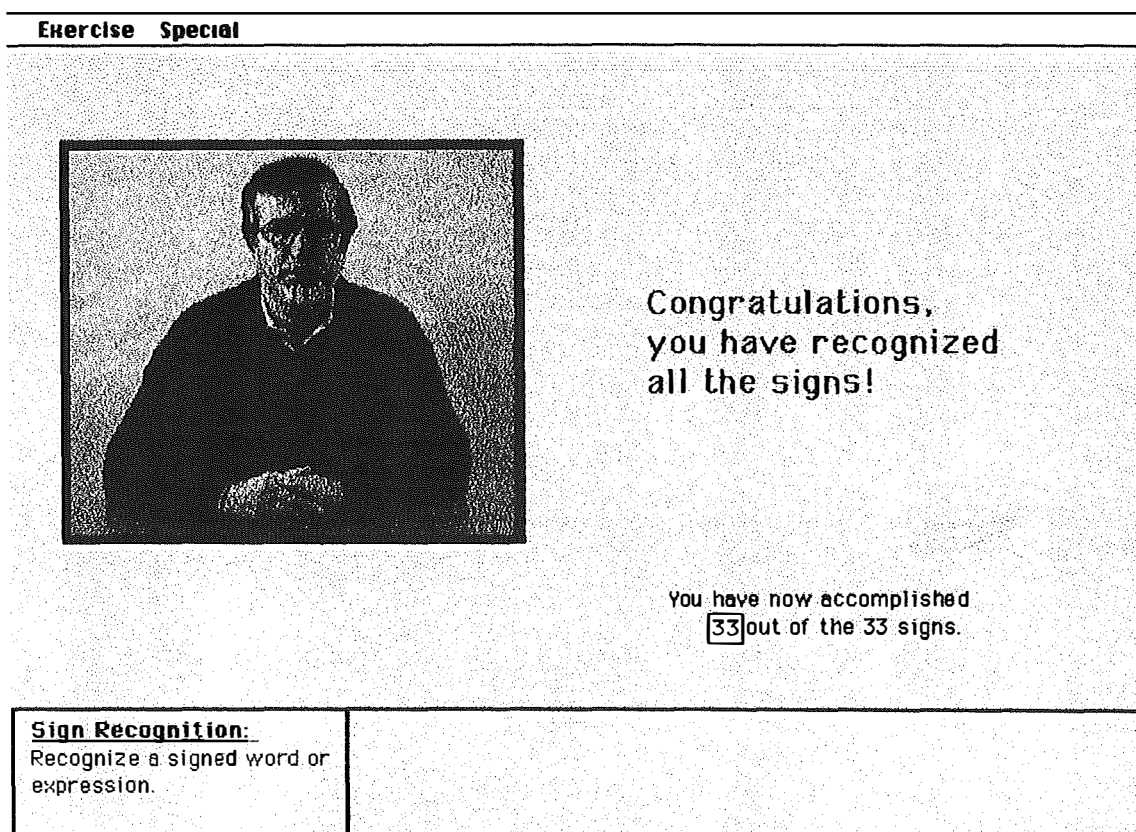 Exercise Special
Congratulations,
you have recognized
all the signs!
You have now accomplished
33 out of the 33 signs.
Sign Recognition:
Recognize a signed word or
expression.